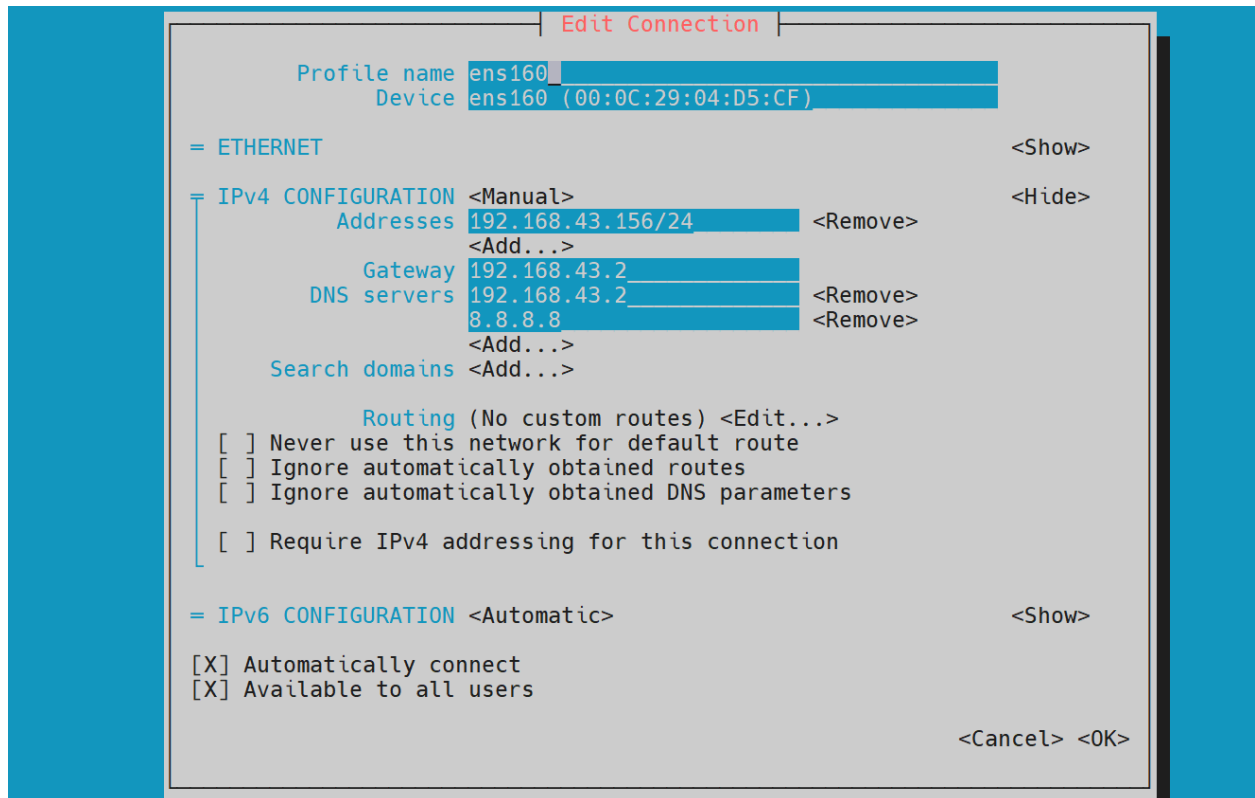 Edit Connection
Profile name ens160
Device ens160 (00:0C:29:04:D5:CF)
= ETHERNET <Show>
= IPv4 CONFIGURATION <Manual> <Hide>
Addresses 192.168.43.156/24 <Remove>
<Add...>
Gateway 192.168.43.2
DNS servers 192.168.43.2 <Remove>
8.8.8.8 <Remove>
<Add...>
Search domains <Add...>
Routing (No custom routes) <Edit...>
[ ] Never use this network for default route
[ ] Ignore automatically obtained routes
[ ] Ignore automatically obtained DNS parameters
[ ] Require IPv4 addressing for this connection
= IPv6 CONFIGURATION <Automatic> <Show>
[X] Automatically connect
[X] Available to all users
<Cancel> <OK>